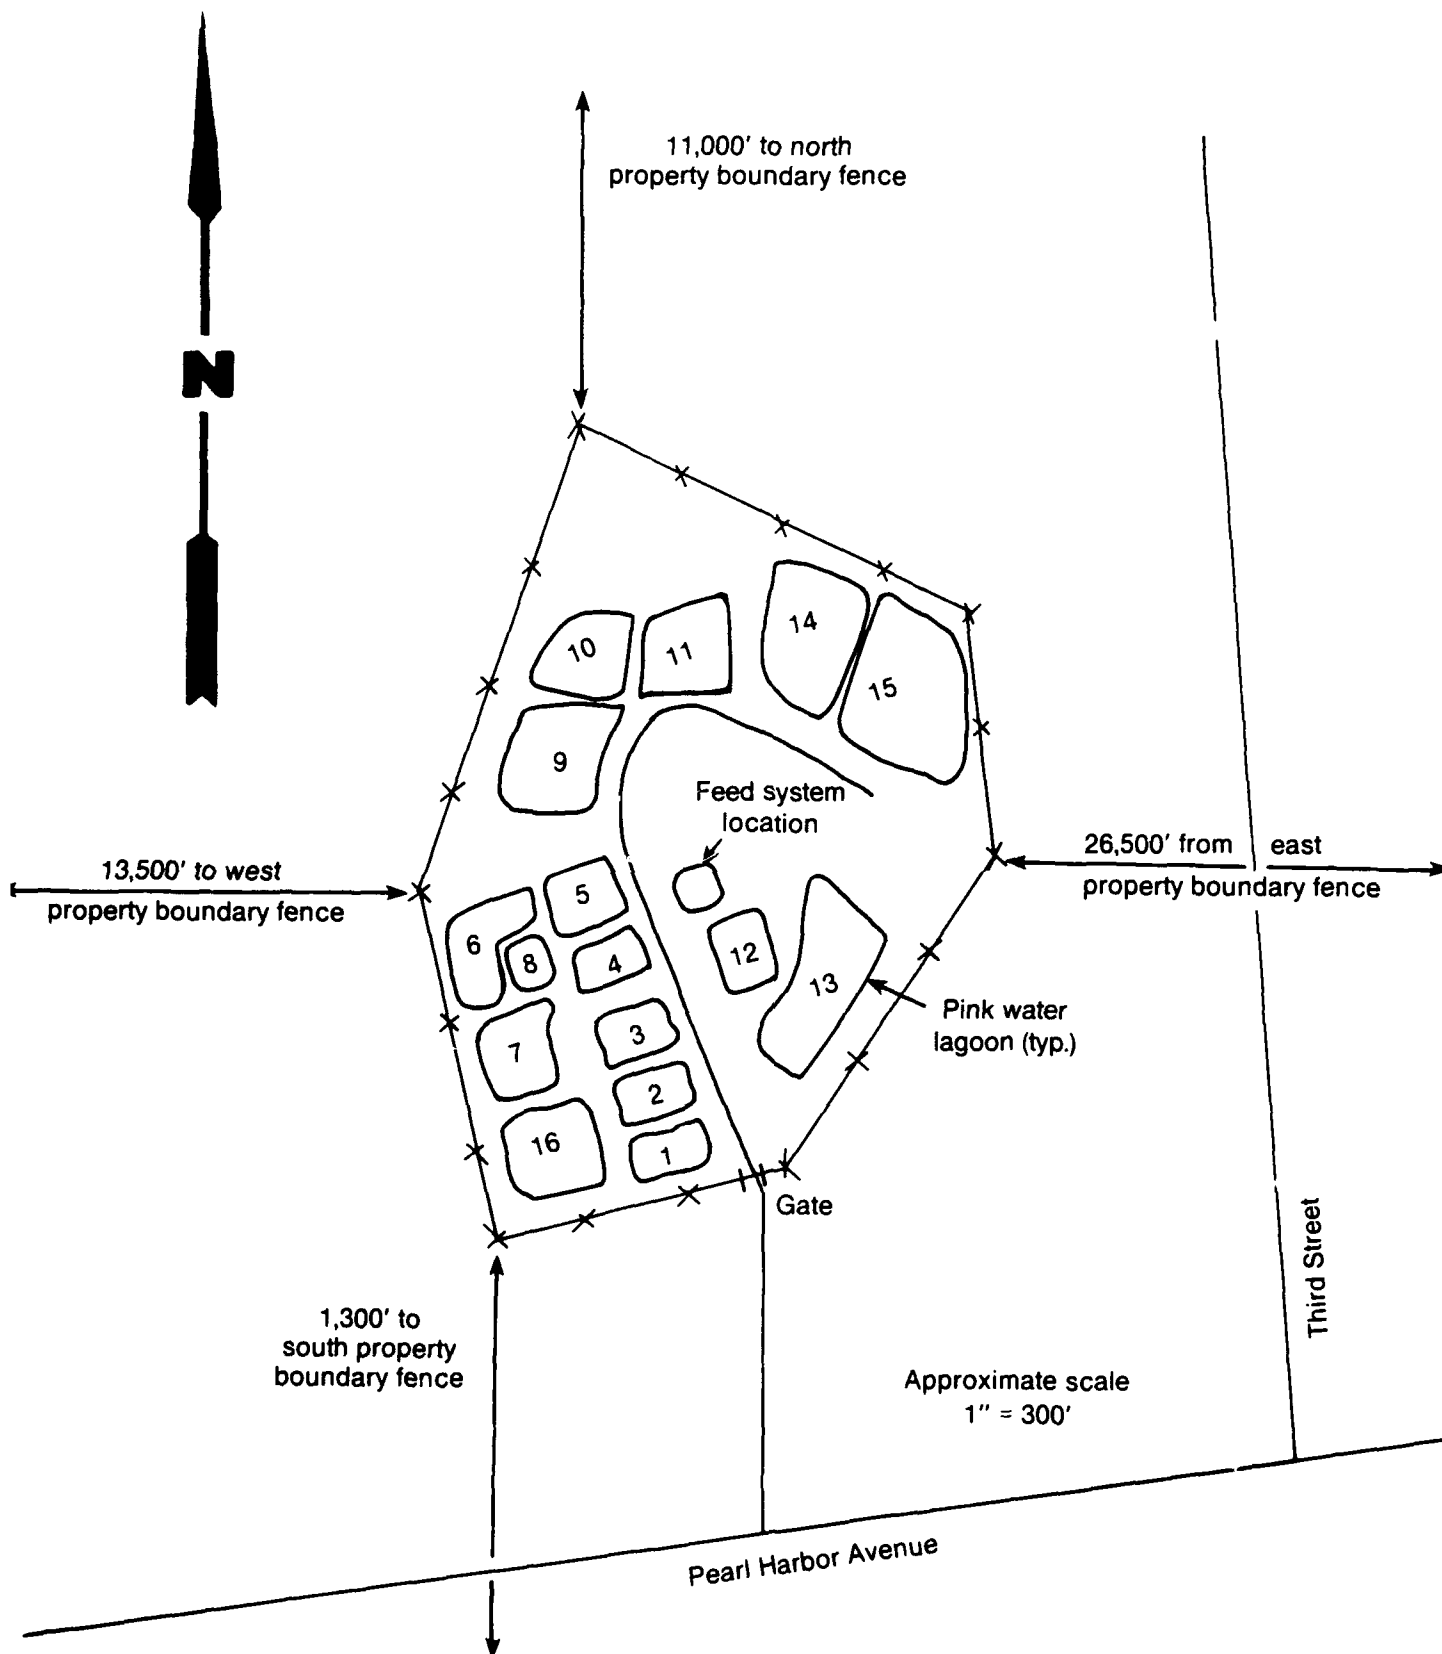 11,000' to north
property boundary fence
N
10
11
14
15
9
Feed system
location
13,500' to west
property boundary fence
26,500' from east
property boundary fence
5
6
8
4
12
13
Pink water
lagoon (typ.)
3
7
2
16
1
Gate
Third Street
1,300' to
south property
boundary fence
Approximate scale
1" = 300'
Pearl Harbor Avenue